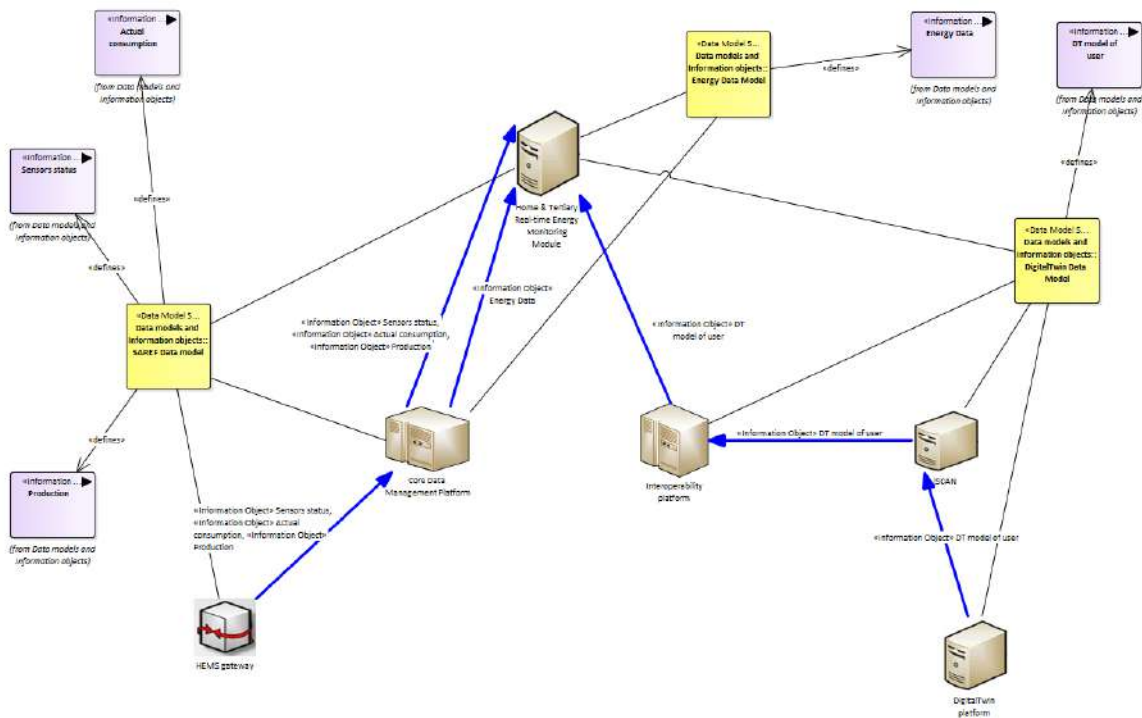 «Information ...
Actual
consumption
(from Data models and
information objects)
«Information ...
Sensors status
(from Data models and
information objects)
«defines»
«defines»
«Data Model S...
Data models and
information objects::
SAREF Data model
«defines»
«Information ...
Production
(from Data models and
information objects)
«Information Object» Sensors status,
«Information Object» Actual
consumption, «Information Object»
Production
HEMS gateway
«Data Model S...
Data models and
information objects::
Energy Data Model
«defines»
«Information ...
Energy Data
(from Data models and
information objects)
Home & Tertiary
Real-time Energy
Monitoring
Module
«Information Object»
Energy Data
«Information Object» Sensors status,
«Information Object» Actual consumption,
«Information Object» Production
Core Data
Management Platform
«Information Object» DT
model of user
Interoperability
platform
«Information Object» DT model of user
«Information ...
DT model of
user
(from Data models and
information objects)
«defines»
«Data Model S...
Data models and
information objects::
DigitalTwin Data
Model
«Information Object» DT model of user
DigitalTwin
platform